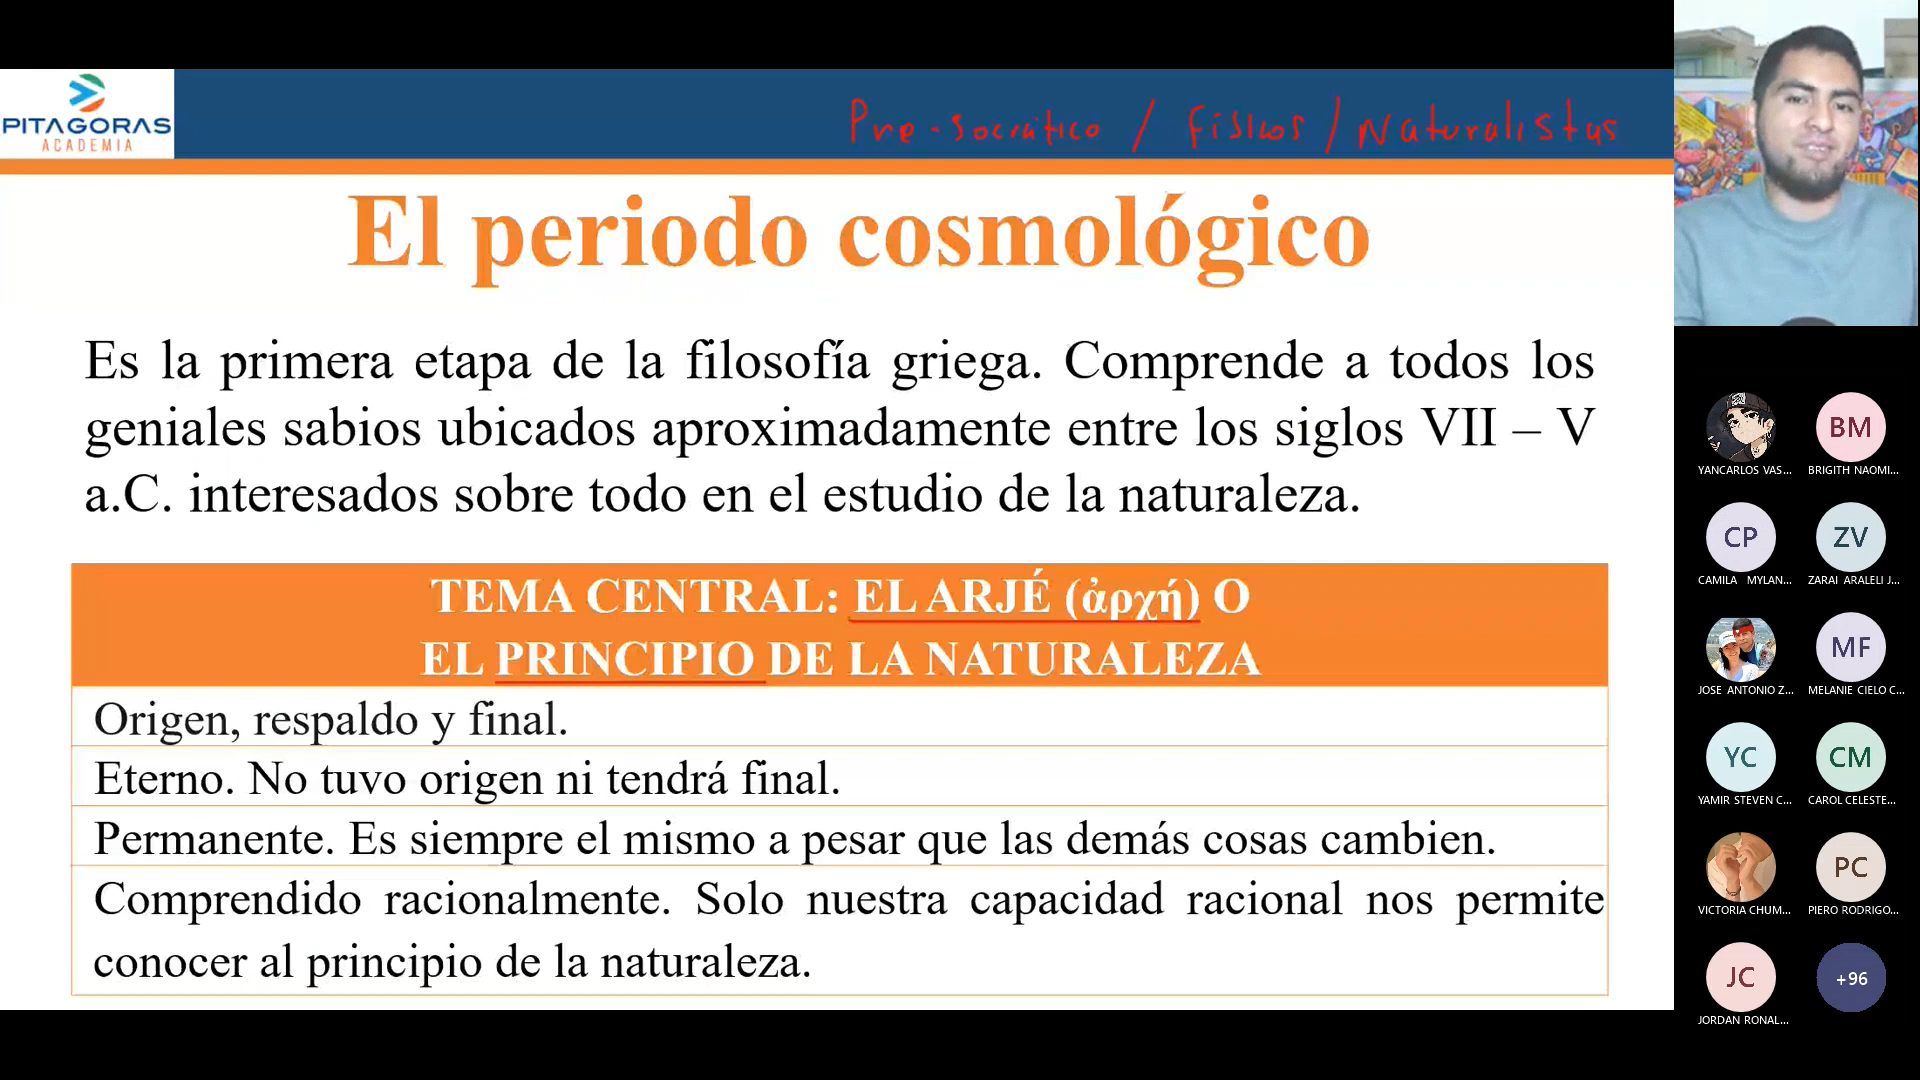 PITAGORAS
ACADEMIA
Pre-socrático / Físicos / Naturalistas
El periodo cosmológico
Es la primera etapa de la filosofía griega. Comprende a todos los
geniales sabios ubicados aproximadamente entre los siglos VII – V
a.C. interesados sobre todo en el estudio de la naturaleza.
TEMA CENTRAL: EL ARJÉ (ἀρχή) O
EL PRINCIPIO DE LA NATURALEZA
Origen, respaldo y final.
Eterno. No tuvo origen ni tendrá final.
Permanente. Es siempre el mismo a pesar que las demás cosas cambien.
Comprendido racionalmente. Solo nuestra capacidad racional nos permite
conocer al principio de la naturaleza.
YANCARLOS VAS...
BM
BRIGITH NAOMI...
CP
CAMILA MYLAN...
ZV
ZARAI ARALELI J...
JOSE ANTONIO Z...
MF
MELANIE CIELO C...
YC
YAMIR STEVEN C...
CM
CAROL CELESTE...
VICTORIA CHUM...
PC
PIERO RODRIGO...
JC
JORDAN RONAL...
+96